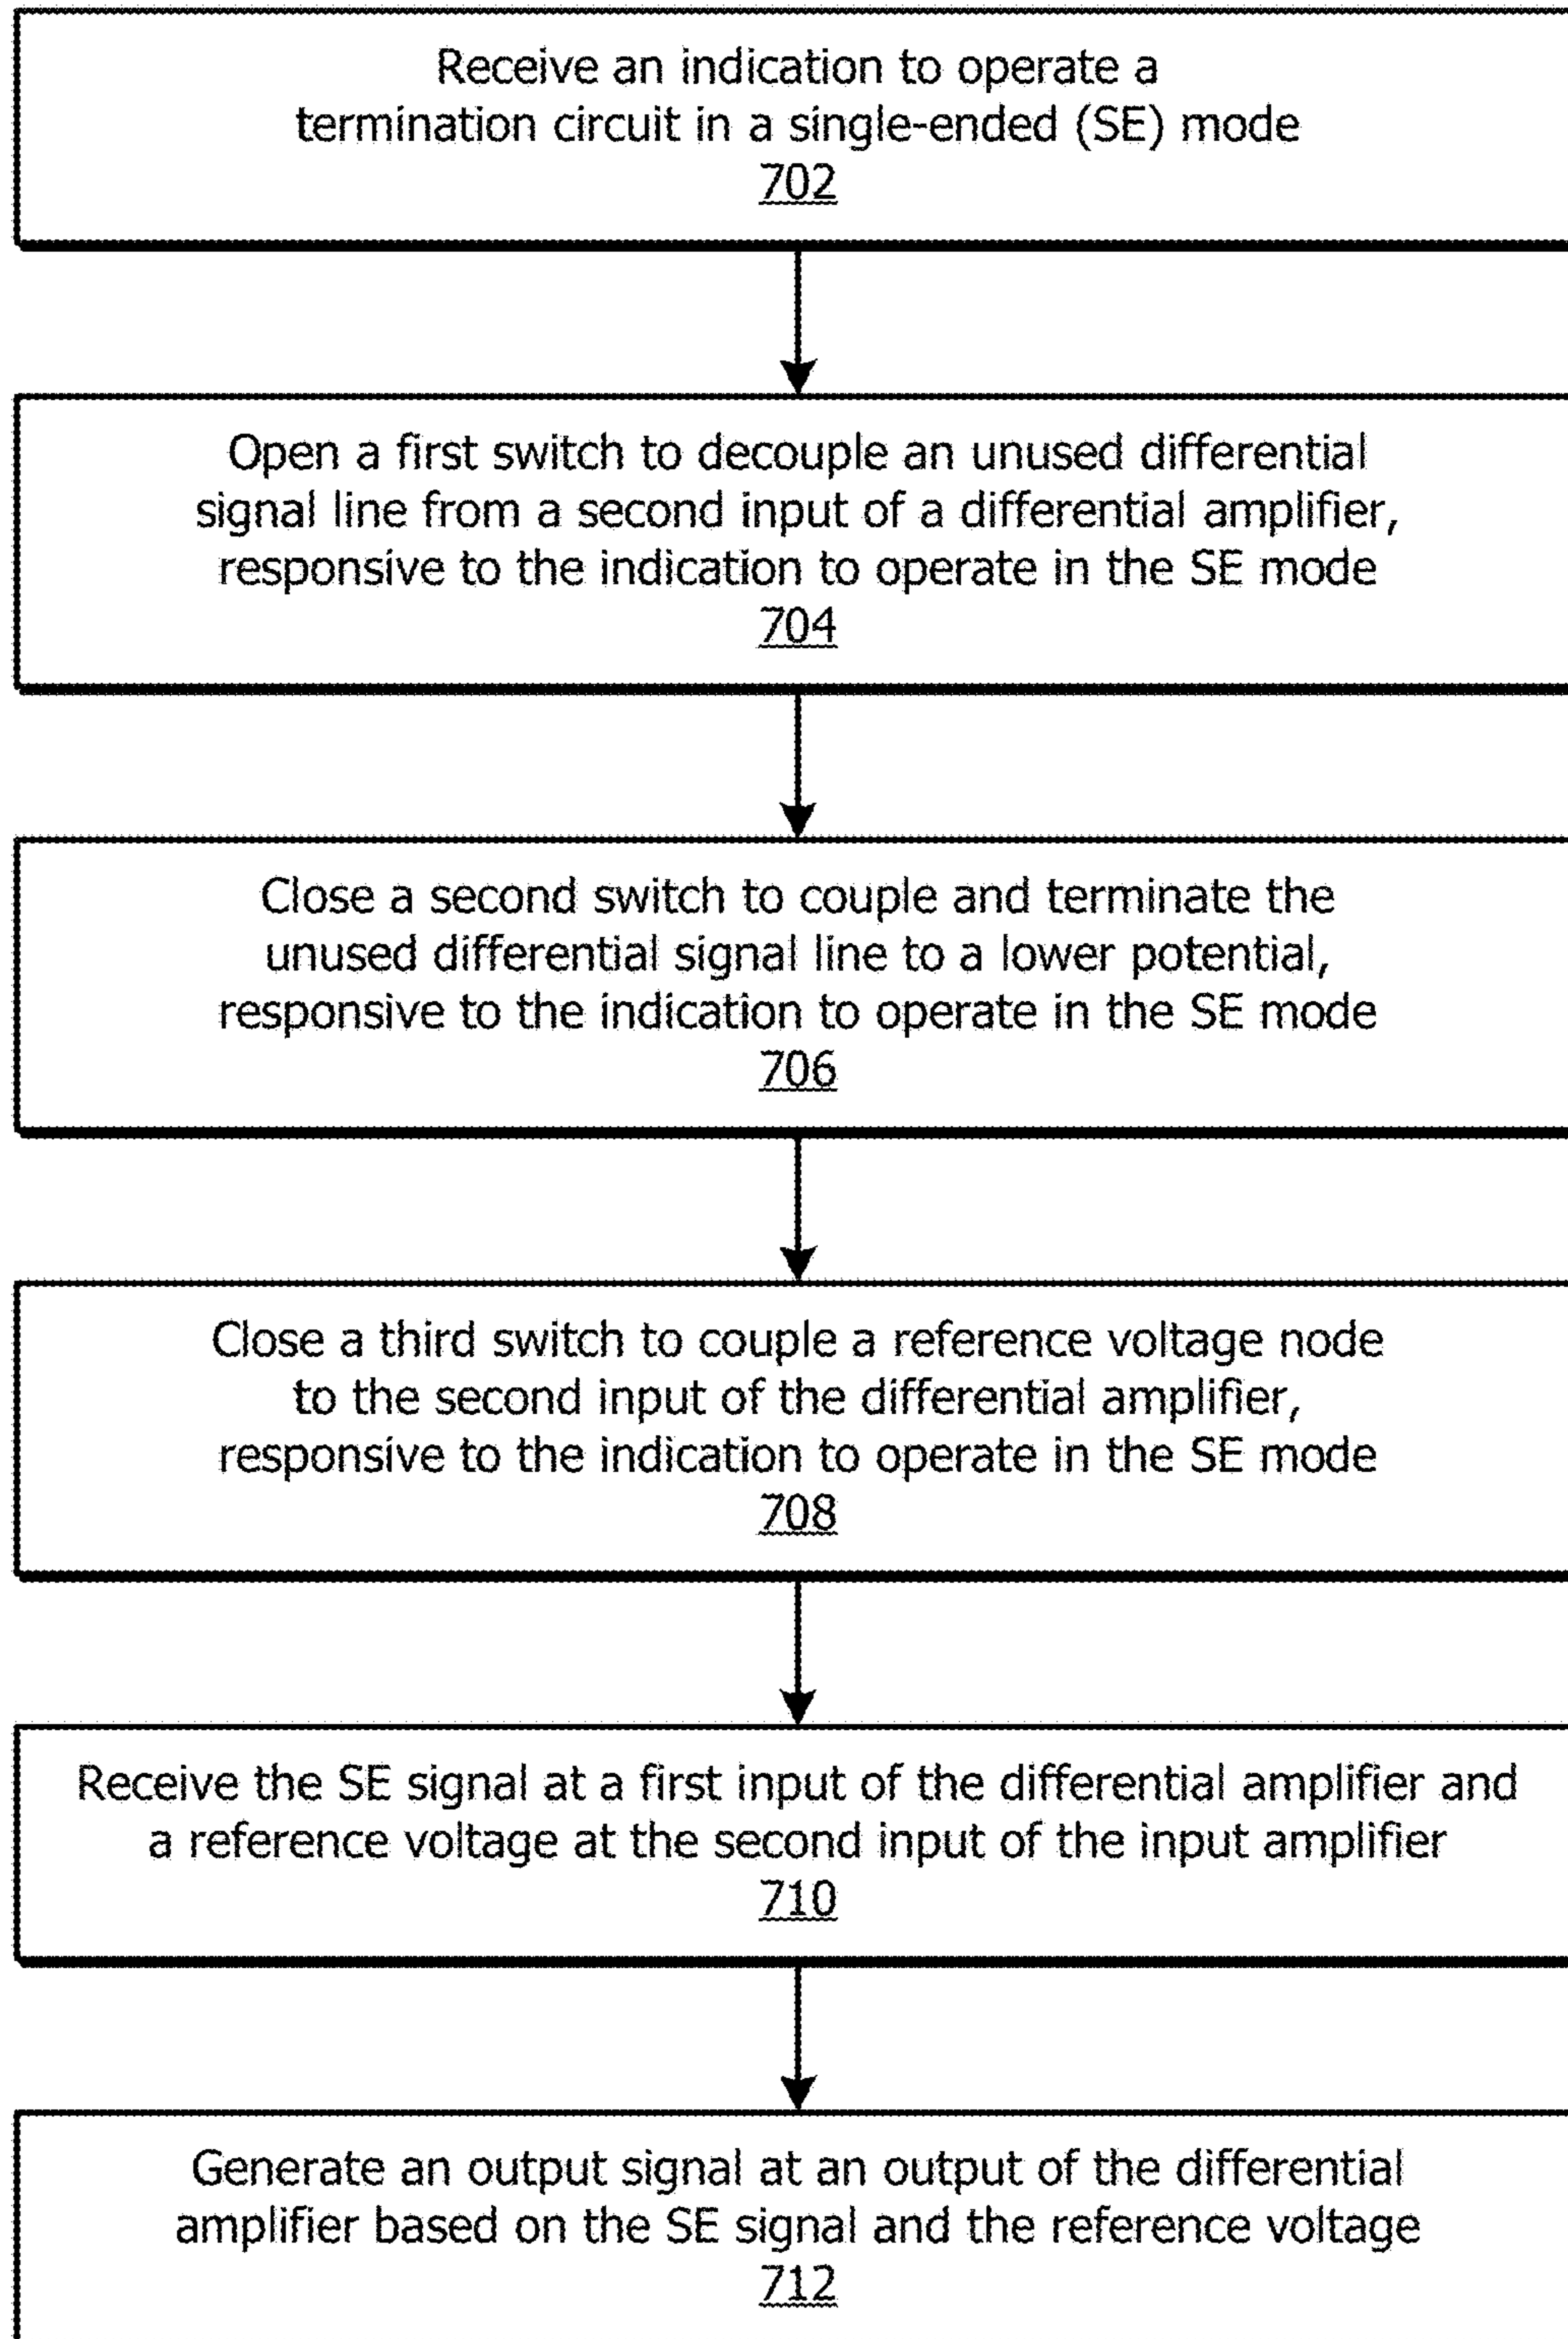 Receive an indication to operate a
termination circuit in a single-ended (SE) mode
702
Open a first switch to decouple an unused differential
signal line from a second input of a differential amplifier,
responsive to the indication to operate in the SE mode
704
Close a second switch to couple and terminate the
unused differential signal line to a lower potential,
responsive to the indication to operate in the SE mode
706
Close a third switch to couple a reference voltage node
to the second input of the differential amplifier,
responsive to the indication to operate in the SE mode
708
Receive the SE signal at a first input of the differential amplifier and
a reference voltage at the second input of the input amplifier
710
Generate an output signal at an output of the differential
amplifier based on the SE signal and the reference voltage
712